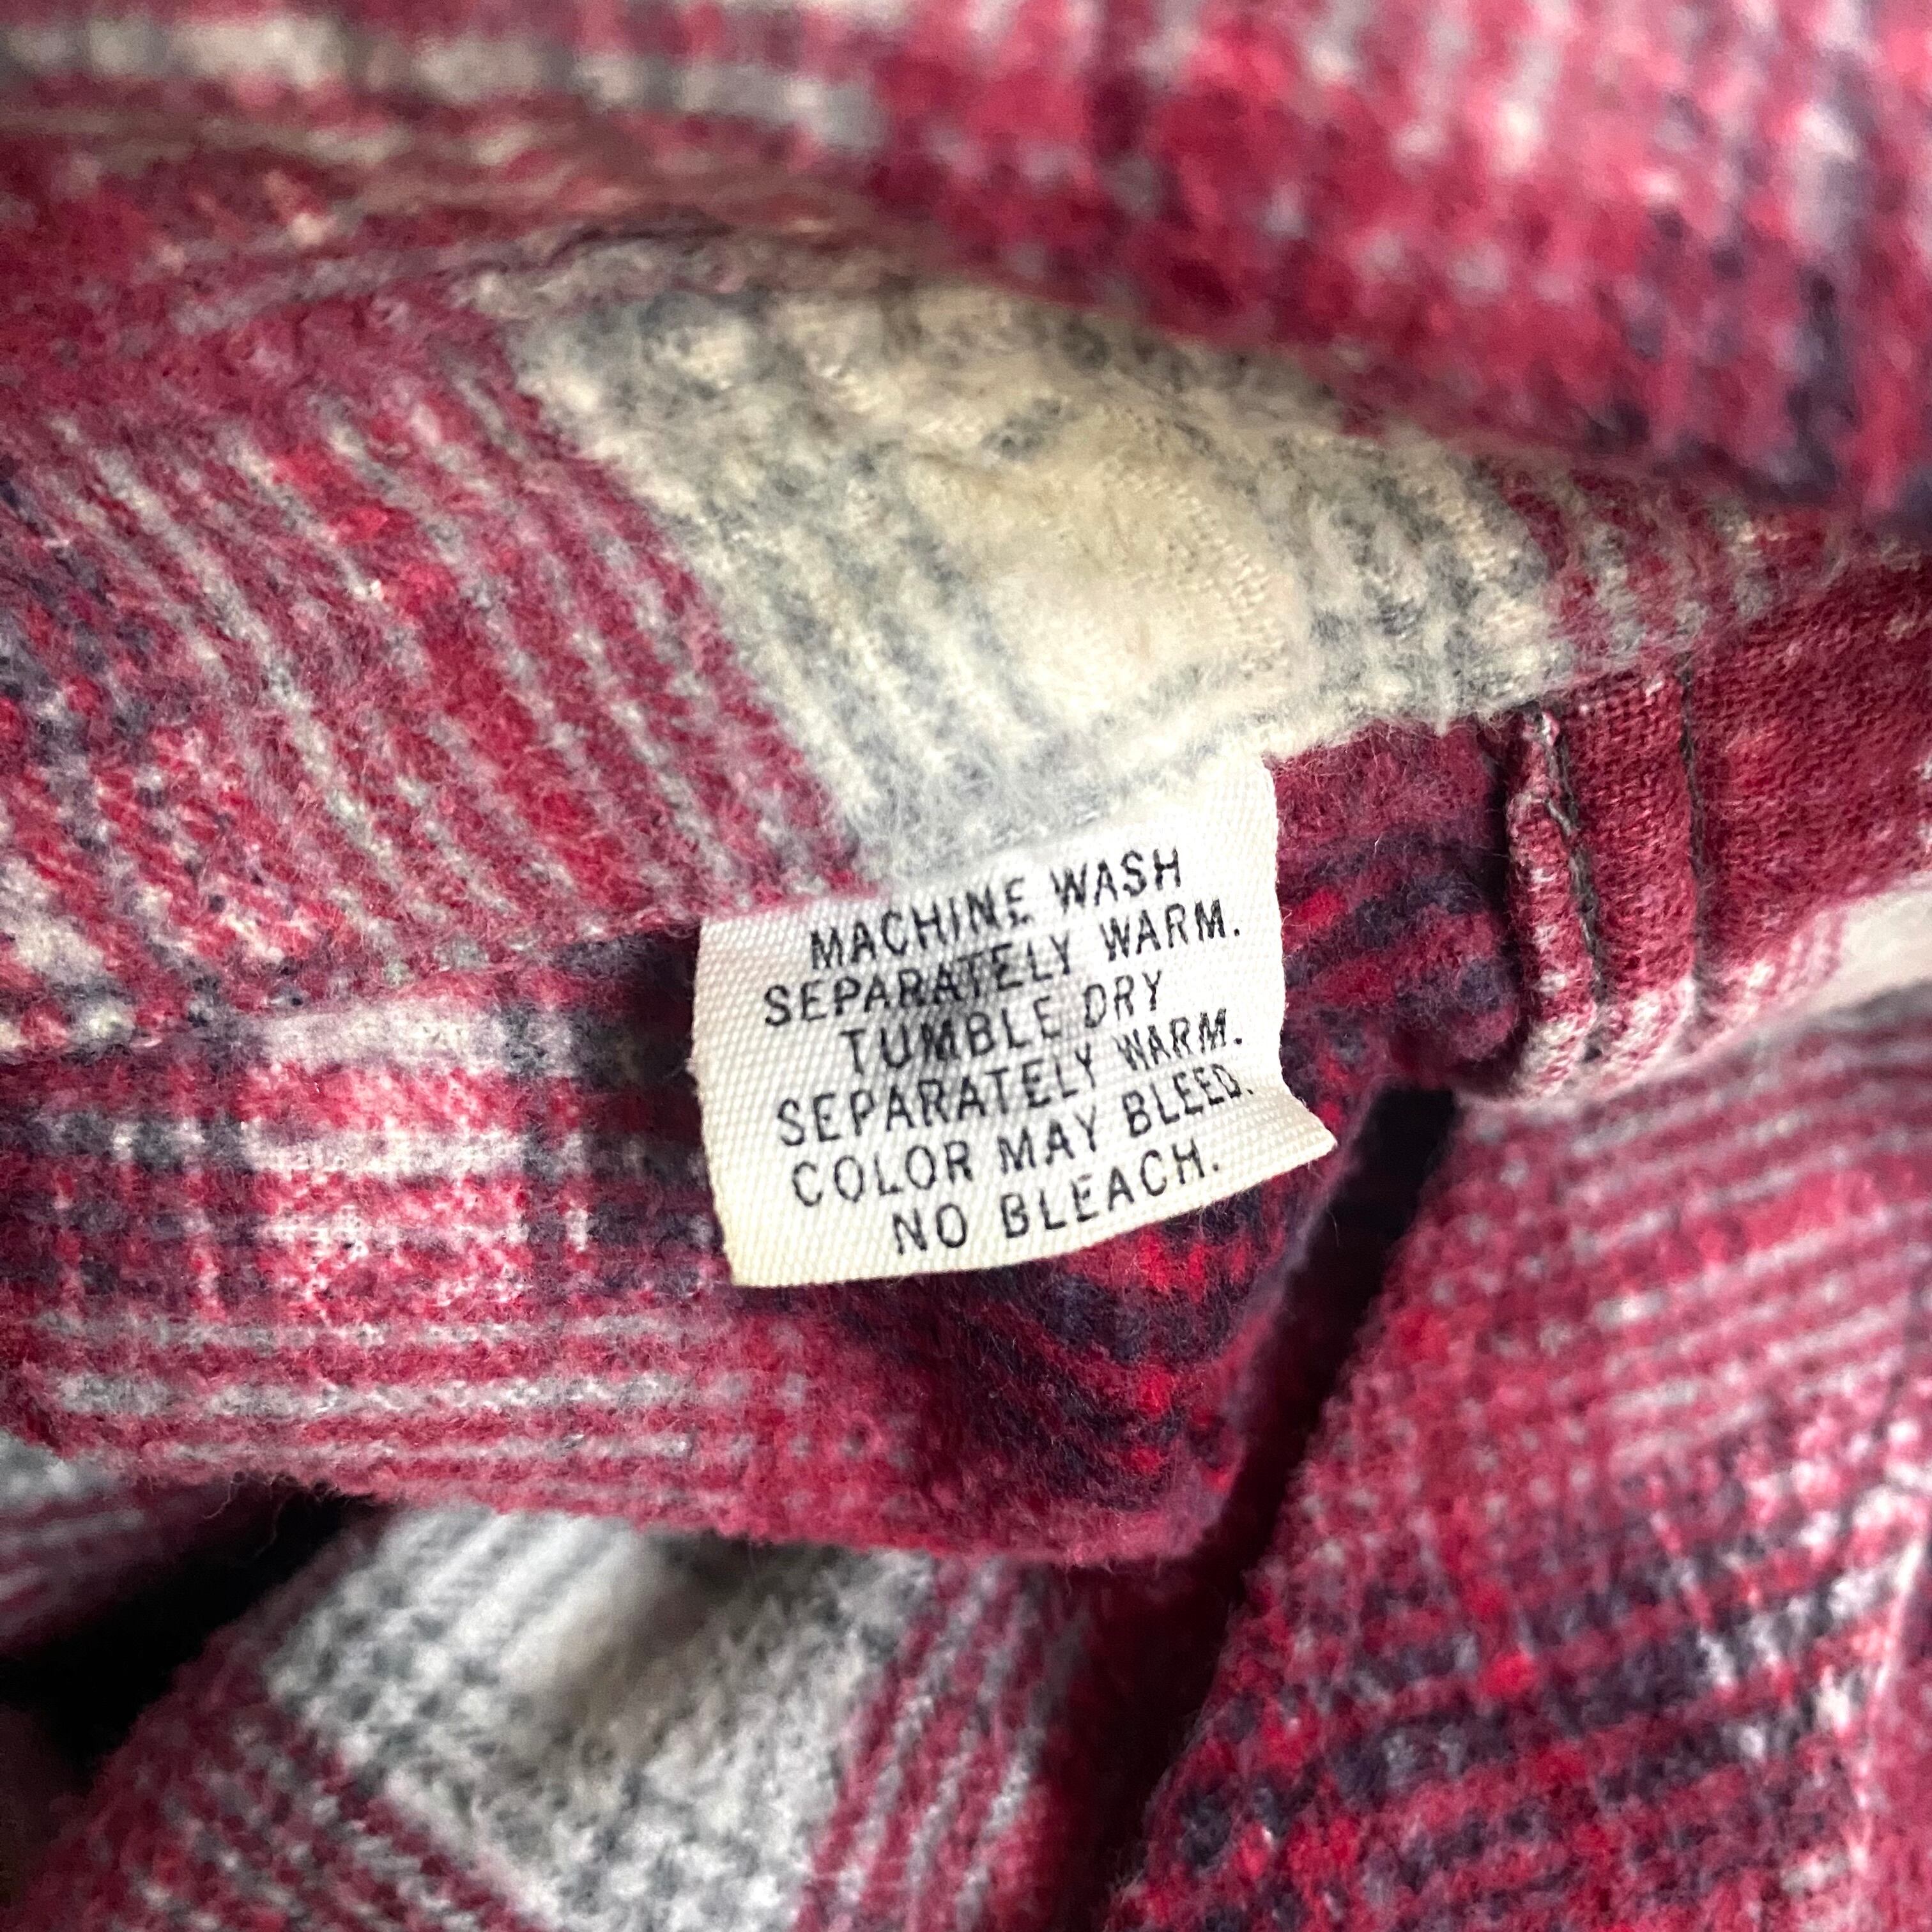 MACHINE WASH
SEPARATELY WARM.
TUMBLE DRY
SEPARATELY WARM.
COLOR MAY BLEED.
NO BLEACH.